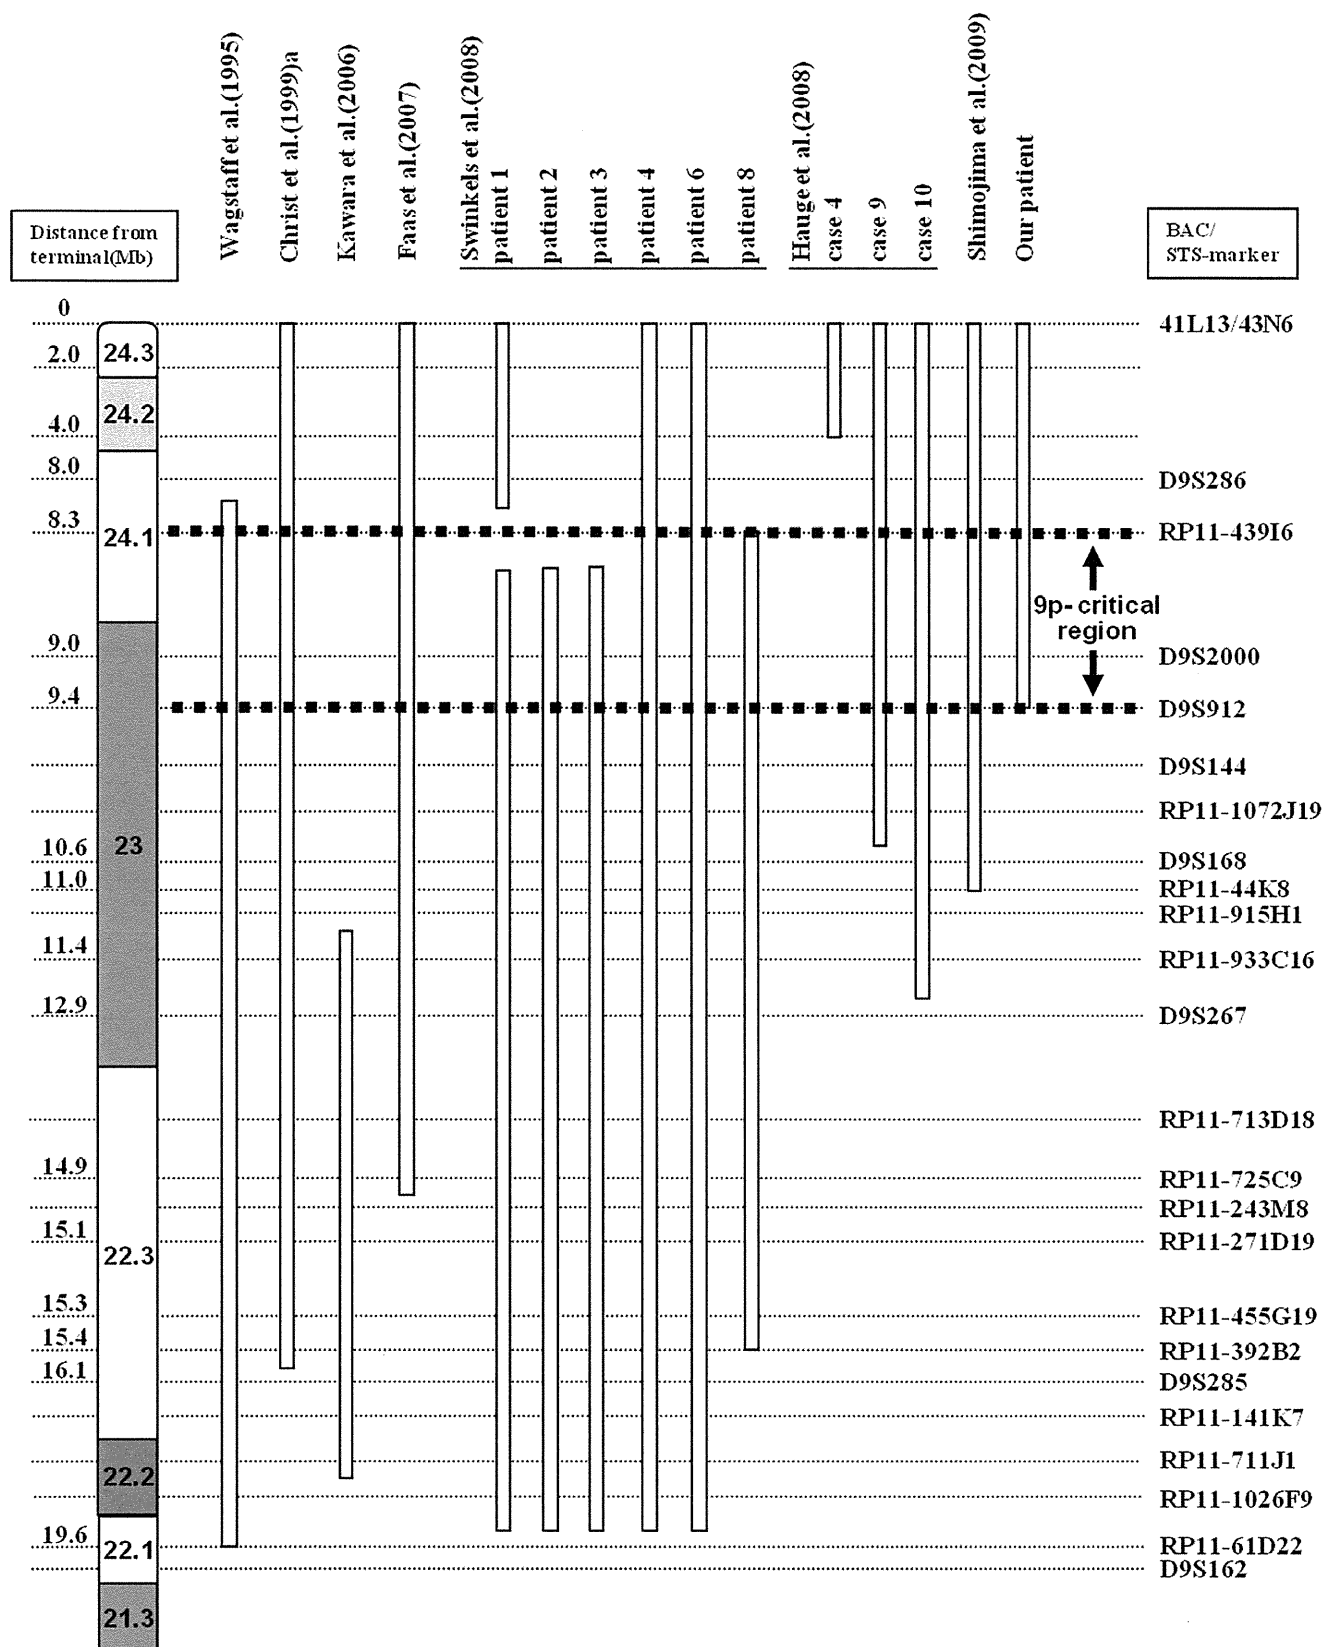 Wagstaff et al.(1995)
Christ et al.(1999)a
Kawara et al.(2006)
Faas et al.(2007)
Swinkels et al.(2008)
patient 1
patient 2
patient 3
patient 4
patient 6
patient 8
Hauge et al.(2008)
case 4
case 9
case 10
Shimojima et al.(2009)
Our patient
Distance from
terminal(Mb)
BAC/
STS-marker
0
41L13/43N6
24.3
2.0
24.2
4.0
8.0
D9S286
8.3
24.1
RP11-439I6
9p- critical
region
9.0
D9S2000
9.4
D9S912
D9S144
RP11-1072J19
23
10.6
D9S168
11.0
RP11-44K8
RP11-915H1
11.4
RP11-933C16
12.9
D9S267
RP11-713D18
14.9
RP11-725C9
RP11-243M8
15.1
RP11-271D19
22.3
15.3
RP11-455G19
15.4
RP11-392B2
16.1
D9S285
RP11-141K7
22.2
RP11-711J1
RP11-1026F9
19.6
22.1
RP11-61D22
D9S162
21.3